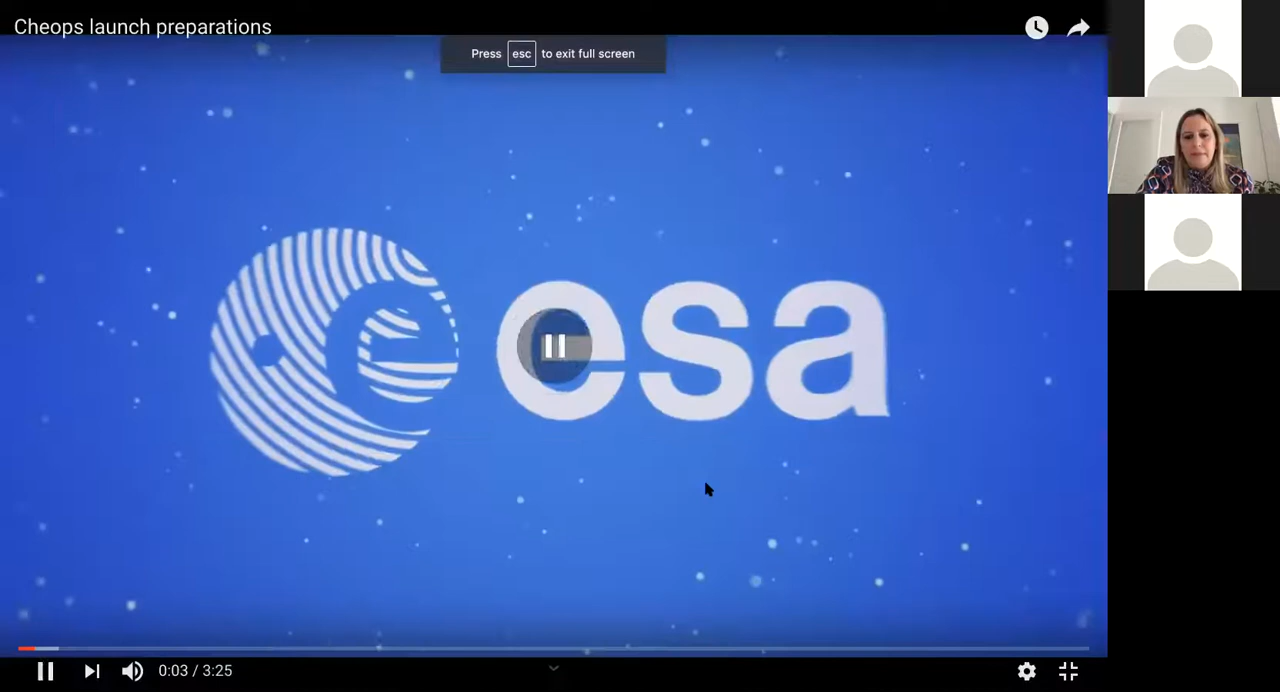 Cheops launch preparations
Press esc to exit full screen
esa
0:03 / 3:25